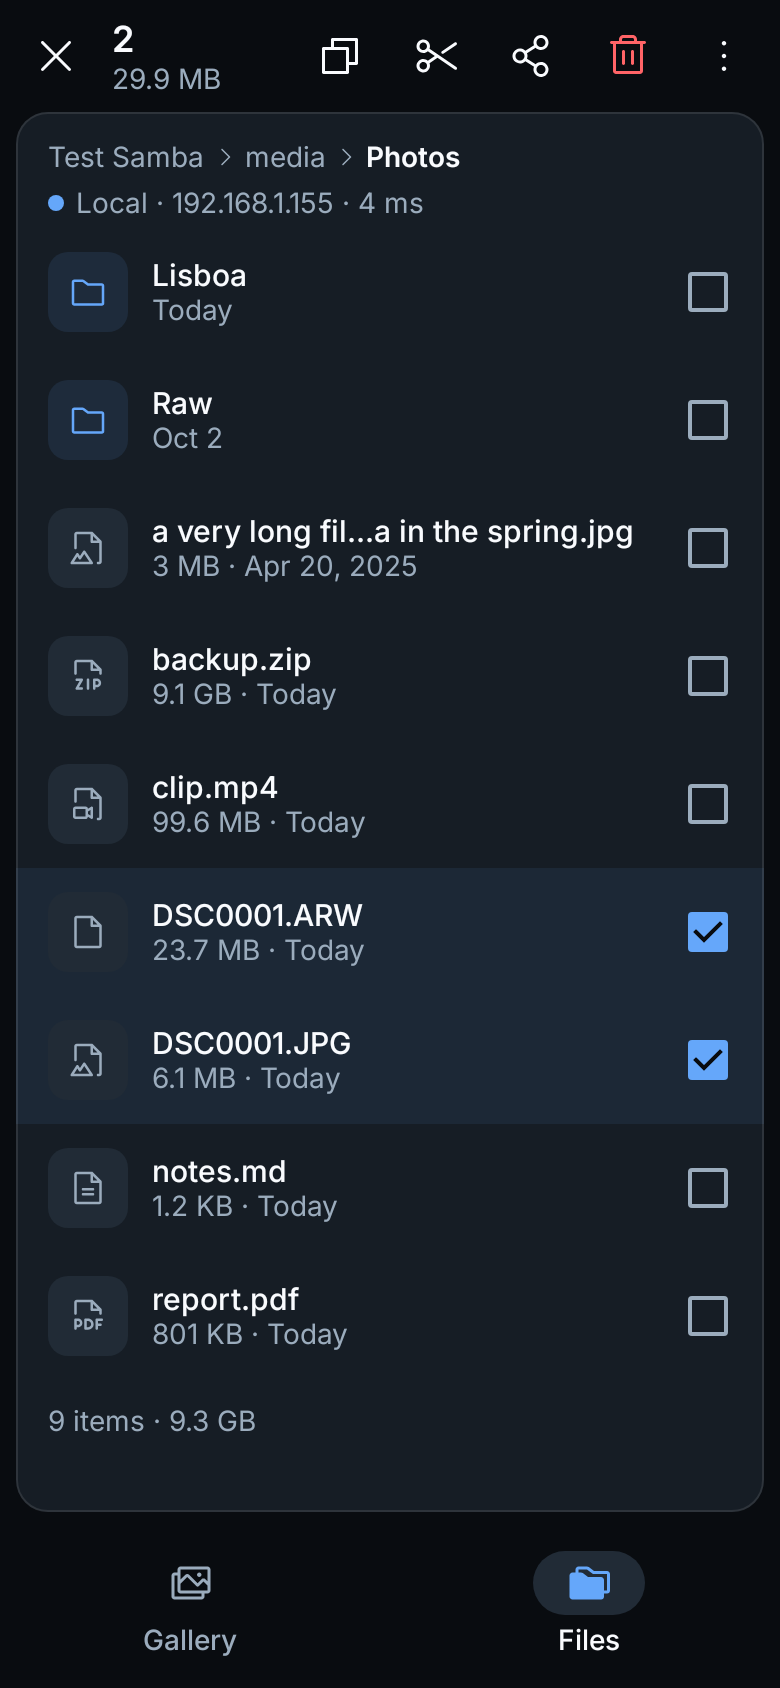 2
29.9 MB
Test Samba > media > Photos
Local · 192.168.1.155 · 4 ms
Lisboa
Today
Raw
Oct 2
a very long fil...a in the spring.jpg
3 MB · Apr 20, 2025
ZIP
backup.zip
9.1 GB · Today
clip.mp4
99.6 MB · Today
DSC0001.ARW
23.7 MB · Today
DSC0001.JPG
6.1 MB · Today
notes.md
1.2 KB · Today
PDF
report.pdf
801 KB · Today
9 items · 9.3 GB
Gallery
Files